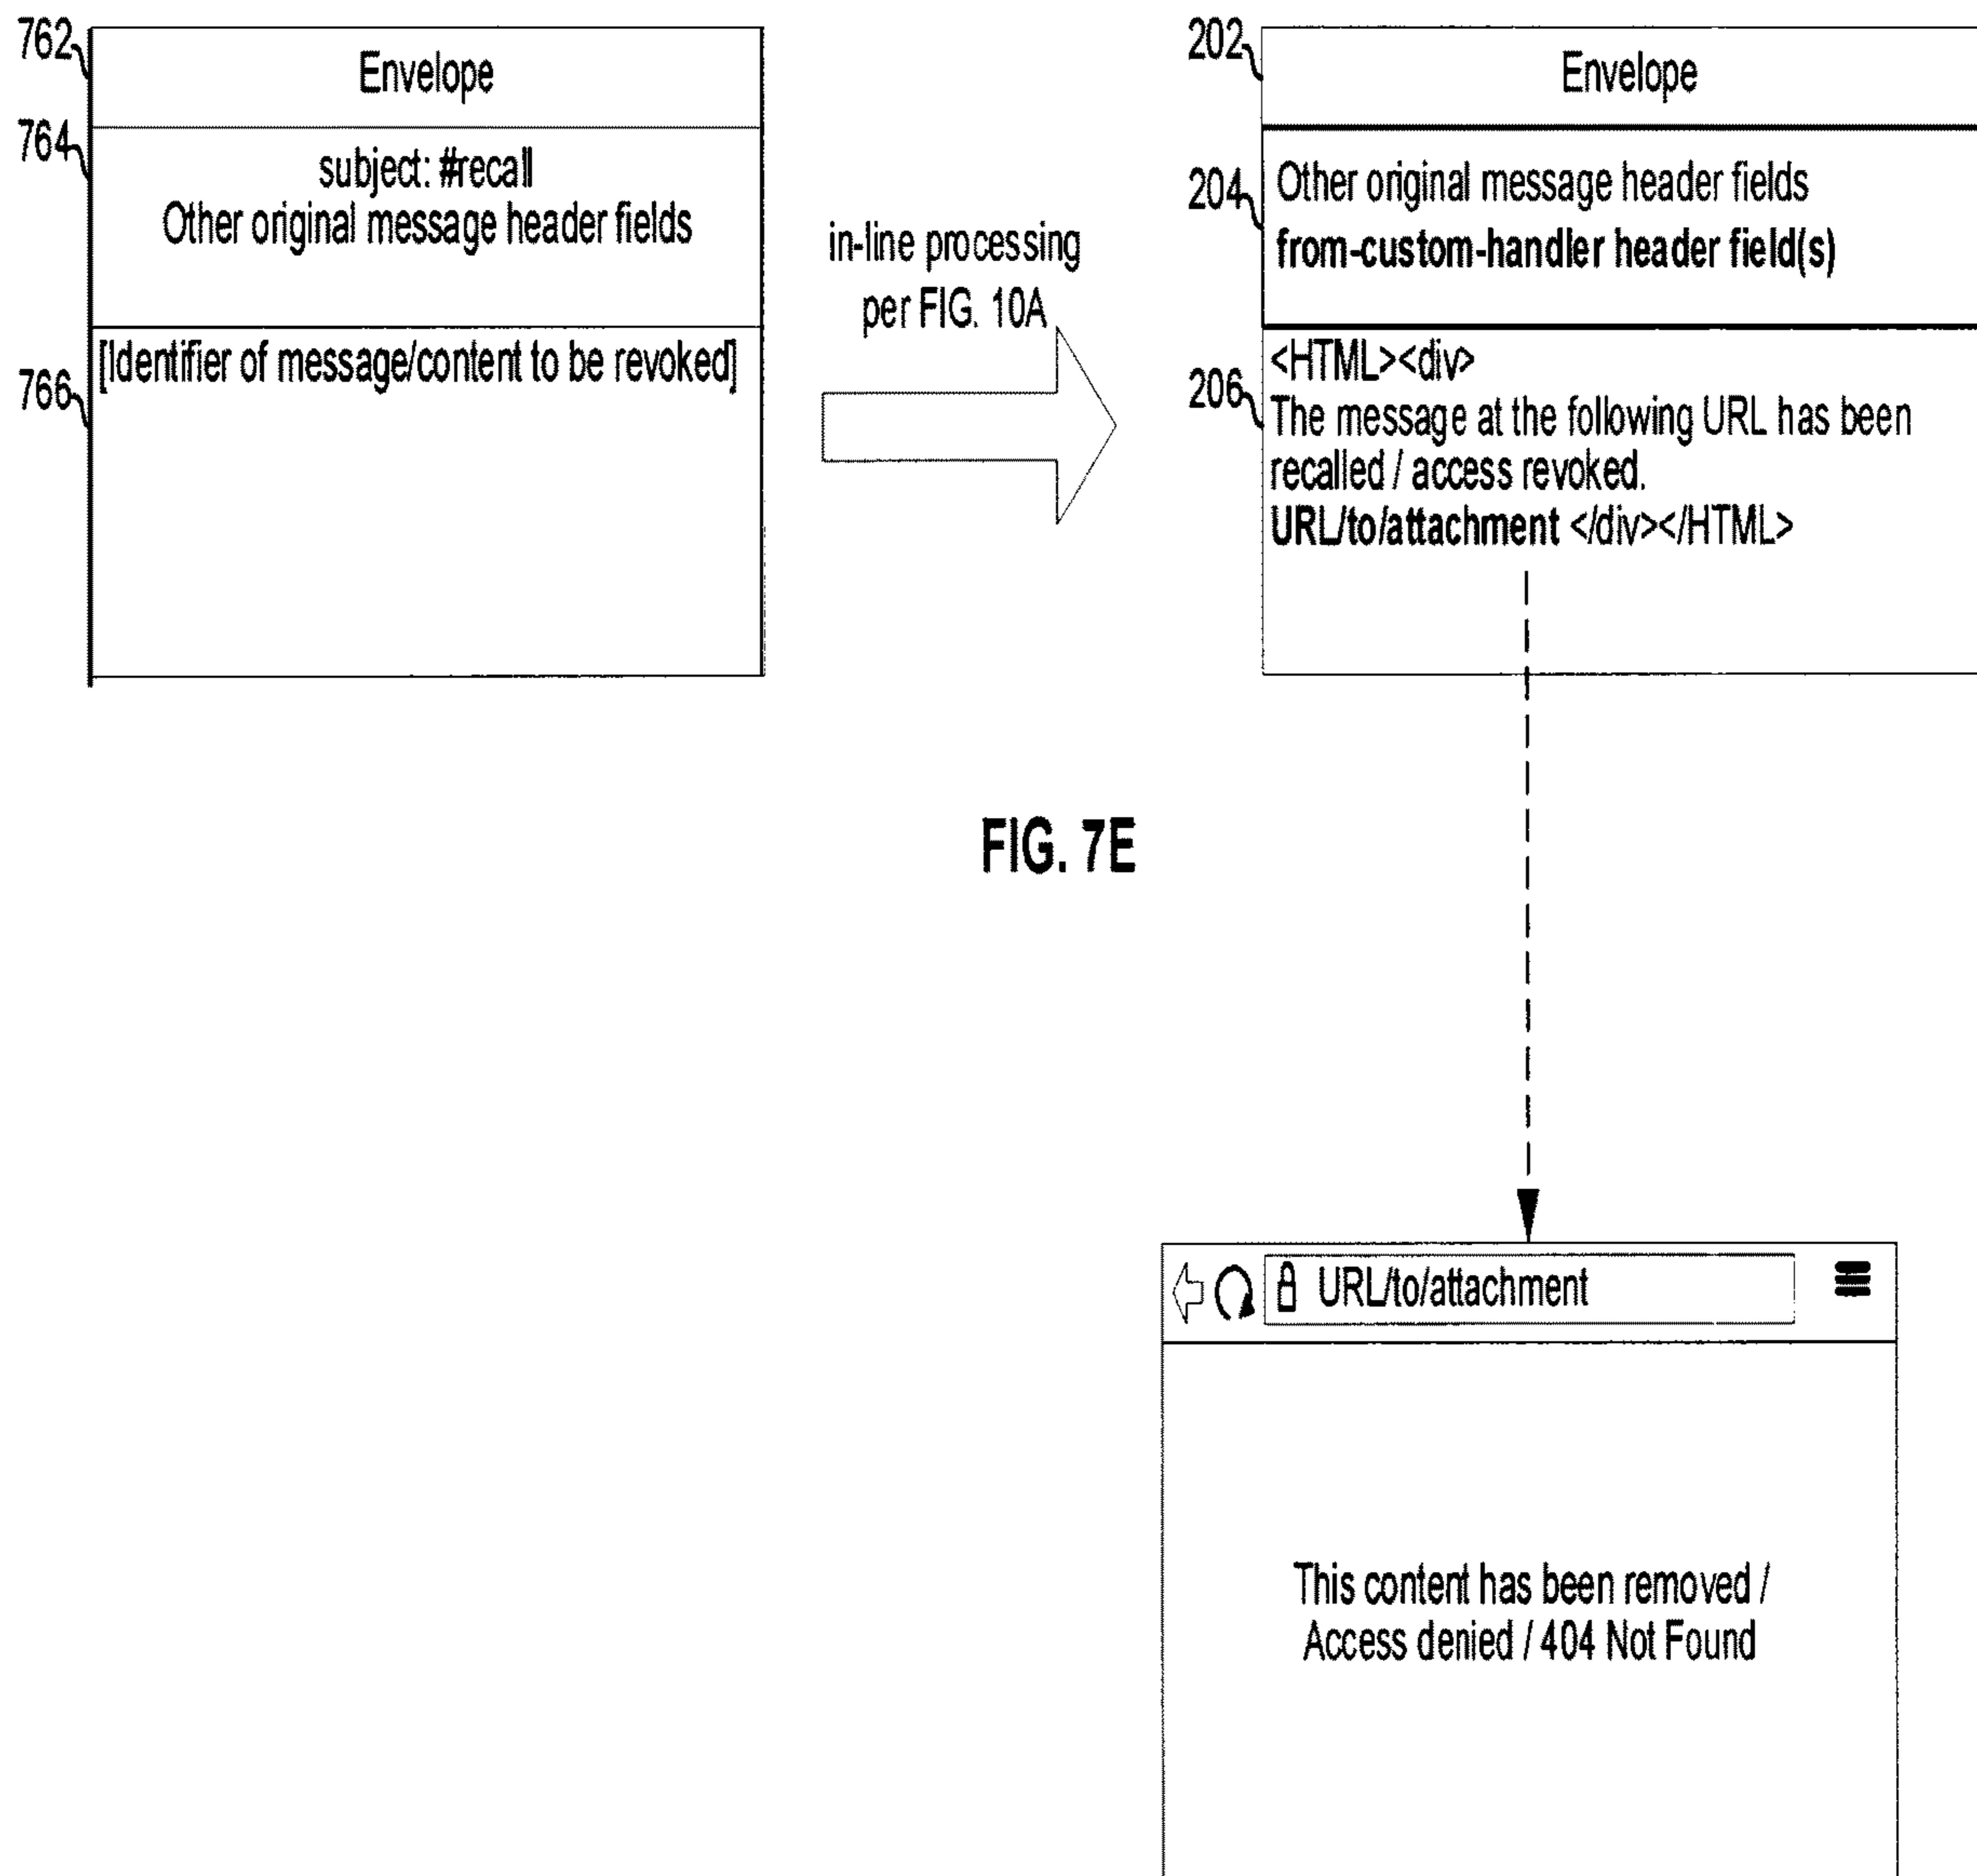 762
Envelope
764
subject: #recall
Other original message header fields
766
[Identifier of message/content to be revoked]
in-line processing
per FIG. 10A
202
Envelope
204
Other original message header fields
from-custom-handler header field(s)
206
<HTML><div>
The message at the following URL has been
recalled / access revoked.
URL/to/attachment </div></HTML>
FIG. 7E
URL/to/attachment
This content has been removed /
Access denied / 404 Not Found